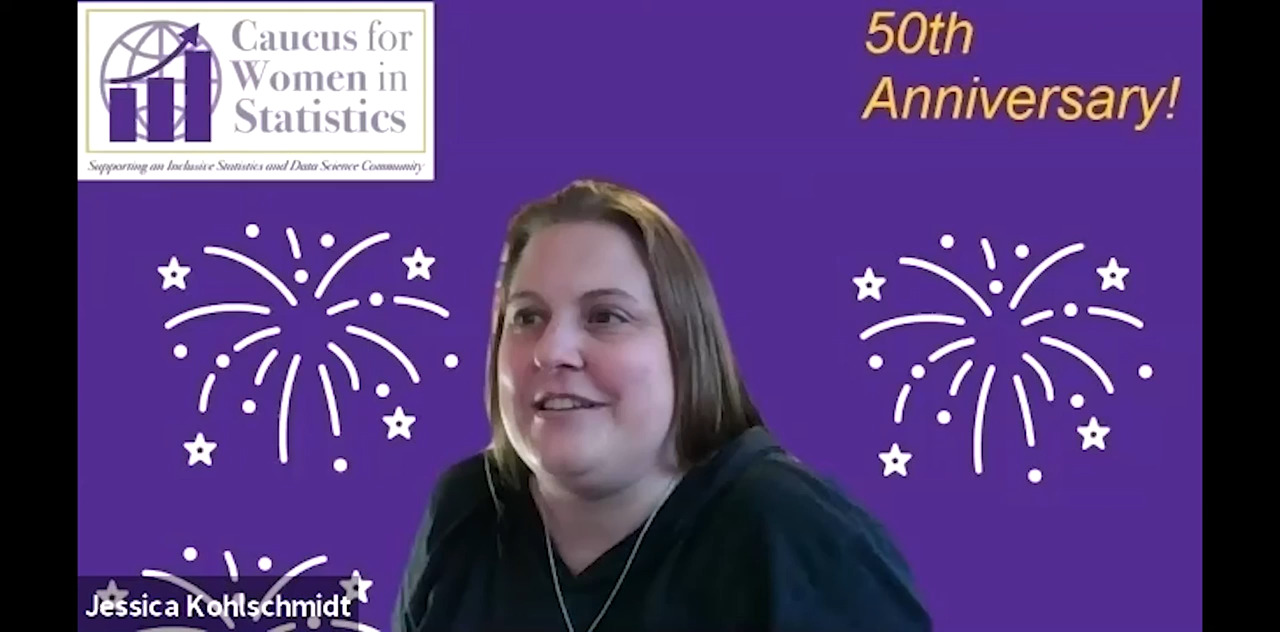 Caucus for
Women in
Statistics
Supporting an Inclusive Statistics and Data Science Community
50th
Anniversary!
Jessica Kohlschmidt